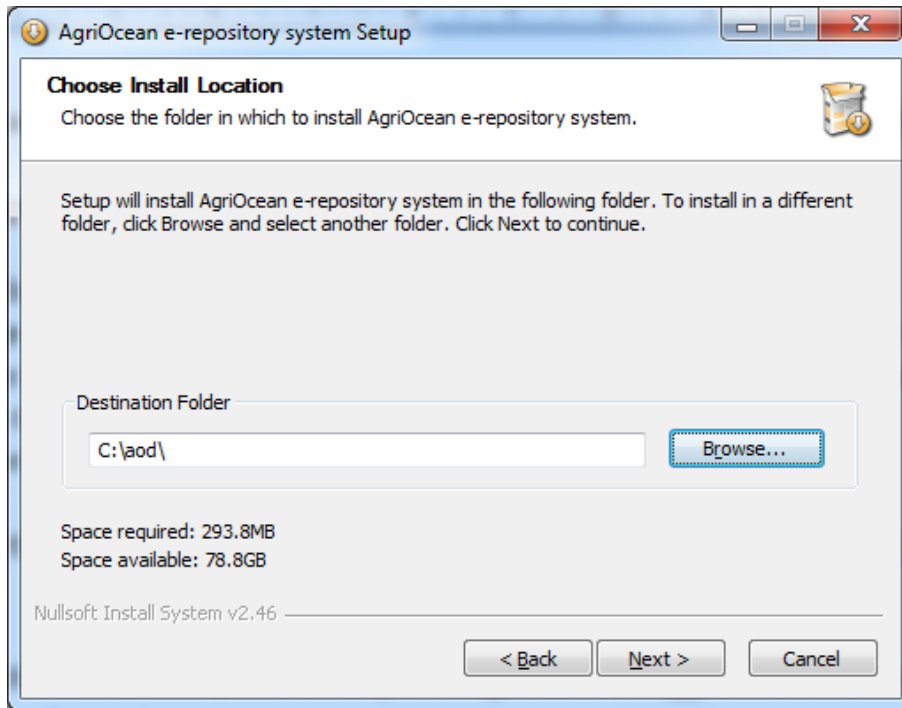 AgriOcean e-repository system Setup
Choose Install Location
Choose the folder in which to install AgriOcean e-repository system.
Setup will install AgriOcean e-repository system in the following folder. To install in a different
folder, click Browse and select another folder. Click Next to continue.
Destination Folder
C:\aod\
Browse...
Space required: 293.8MB
Space available: 78.8GB
Nullsoft Install System v2.46
< Back
Next >
Cancel